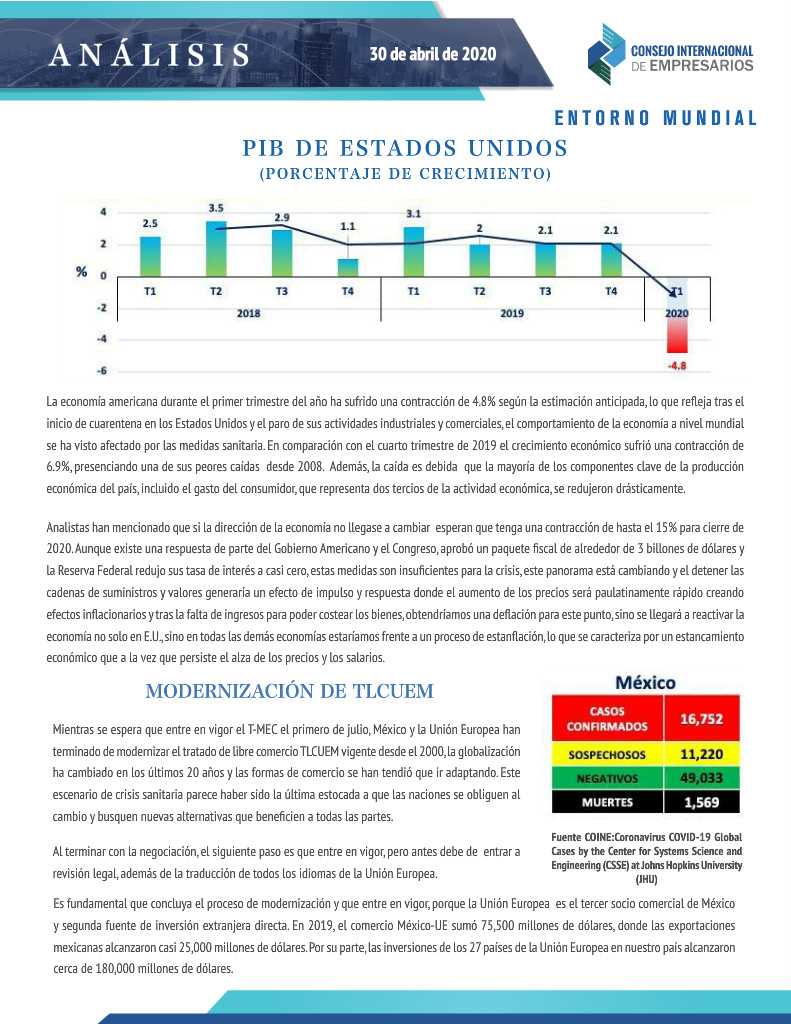 ANÁLISIS
30 de abril de 2020
CONSEJO INTERNACIONAL
DE EMPRESARIOS
ENTORNO MUNDIAL
PIB DE ESTADOS UNIDOS
(PORCENTAJE DE CRECIMIENTO)
4
2
%
0
-2
-4
-6
2.5
3.5
2.9
1.1
3.1
2
2.1
2.1
-4.8
T1
T2
T3
T4
T1
T2
T3
T4
T1
2018
2019
2020
La economía americana durante el primer trimestre del año ha sufrido una contracción de 4.8% según la estimación anticipada, lo que refleja tras el
inicio de cuarentena en los Estados Unidos y el paro de sus actividades industriales y comerciales, el comportamiento de la economía a nivel mundial
se ha visto afectado por las medidas sanitaria. En comparación con el cuarto trimestre de 2019 el crecimiento económico sufrió una contracción de
6.9%, presenciando una de sus peores caídas desde 2008. Además, la caída es debida que la mayoría de los componentes clave de la producción
económica del país, incluido el gasto del consumidor, que representa dos tercios de la actividad económica, se redujeron drásticamente.
Analistas han mencionado que si la dirección de la economía no llegase a cambiar esperan que tenga una contracción de hasta el 15% para cierre de
2020. Aunque existe una respuesta de parte del Gobierno Americano y el Congreso, aprobó un paquete fiscal de alrededor de 3 billones de dólares y
la Reserva Federal redujo sus tasa de interés a casi cero, estas medidas son insuficientes para la crisis, este panorama está cambiando y el detener las
cadenas de suministros y valores generaría un efecto de impulso y respuesta donde el aumento de los precios será paulatinamente rápido creando
efectos inflacionarios y tras la falta de ingresos para poder costear los bienes, obtendríamos una deflación para este punto, sino se llegará a reactivar la
economía no solo en E.U., sino en todas las demás economías estaríamos frente a un proceso de estanflación, lo que se caracteriza por un estancamiento
económico que a la vez que persiste el alza de los precios y los salarios.
MODERNIZACIÓN DE TLCUEM
Mientras se espera que entre en vigor el T-MEC el primero de julio, México y la Unión Europea han
terminado de modernizar el tratado de libre comercio TLCUEM vigente desde el 2000, la globalización
ha cambiado en los últimos 20 años y las formas de comercio se han tendió que ir adaptando. Este
escenario de crisis sanitaria parece haber sido la última estocada a que las naciones se obliguen al
cambio y busquen nuevas alternativas que beneficien a todas las partes.
Al terminar con la negociación, el siguiente paso es que entre en vigor, pero antes debe de entrar a
revisión legal, además de la traducción de todos los idiomas de la Unión Europea.
México
CASOS CONFIRMADOS 16,752
SOSPECHOSOS 11,220
NEGATIVOS 49,033
MUERTES 1,569
Fuente COINE:Coronavirus COVID-19 Global
Cases by the Center for Systems Science and
Engineering (CSSE) at Johns Hopkins University
(JHU)
Es fundamental que concluya el proceso de modernización y que entre en vigor, porque la Unión Europea es el tercer socio comercial de México
y segunda fuente de inversión extranjera directa. En 2019, el comercio México-UE sumó 75,500 millones de dólares, donde las exportaciones
mexicanas alcanzaron casi 25,000 millones de dólares. Por su parte, las inversiones de los 27 países de la Unión Europea en nuestro país alcanzaron
cerca de 180,000 millones de dólares.